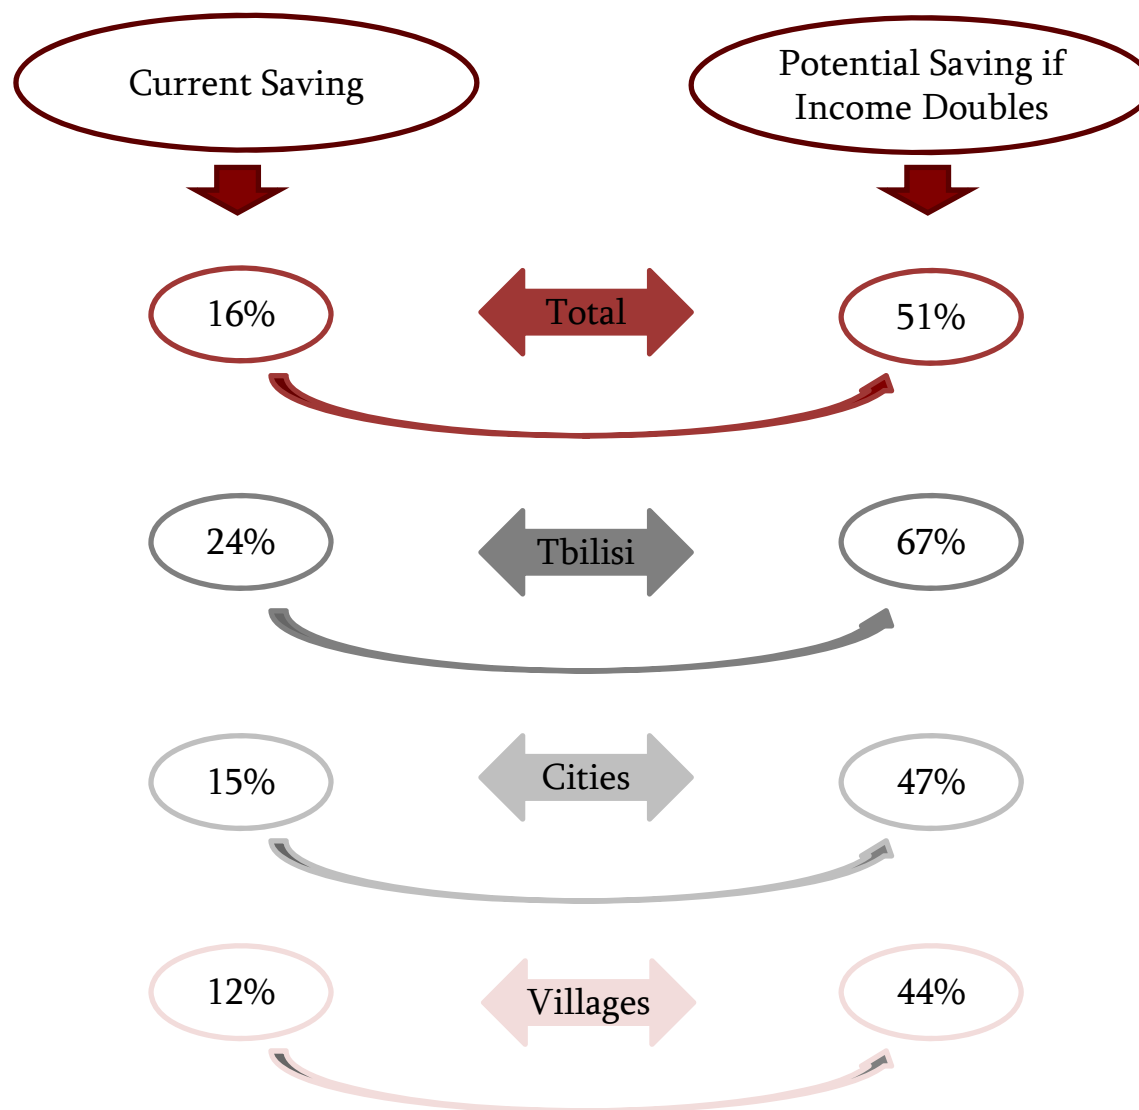 Current Saving
Potential Saving if
Income Doubles
16%
Total
51%
24%
Tbilisi
67%
15%
Cities
47%
12%
Villages
44%